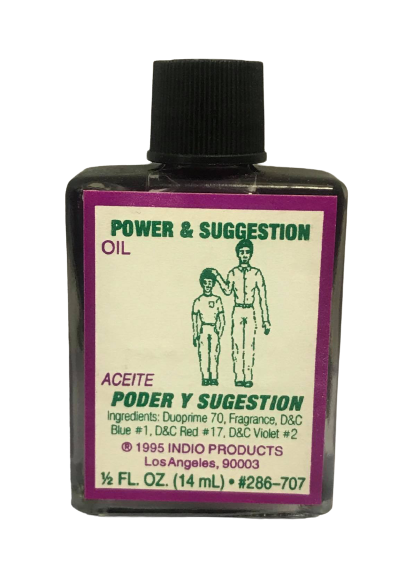 POWER & SUGGESTION
OIL
ACEITE
PODER Y SUGESTION
Ingredients: Duoprime 70, Fragrance, D&C
Blue #1, D&C Red #17, D&C Violet #2
® 1995 INDIO PRODUCTS
Los Angeles, 90003
½ FL. OZ. (14 mL) • #286-707